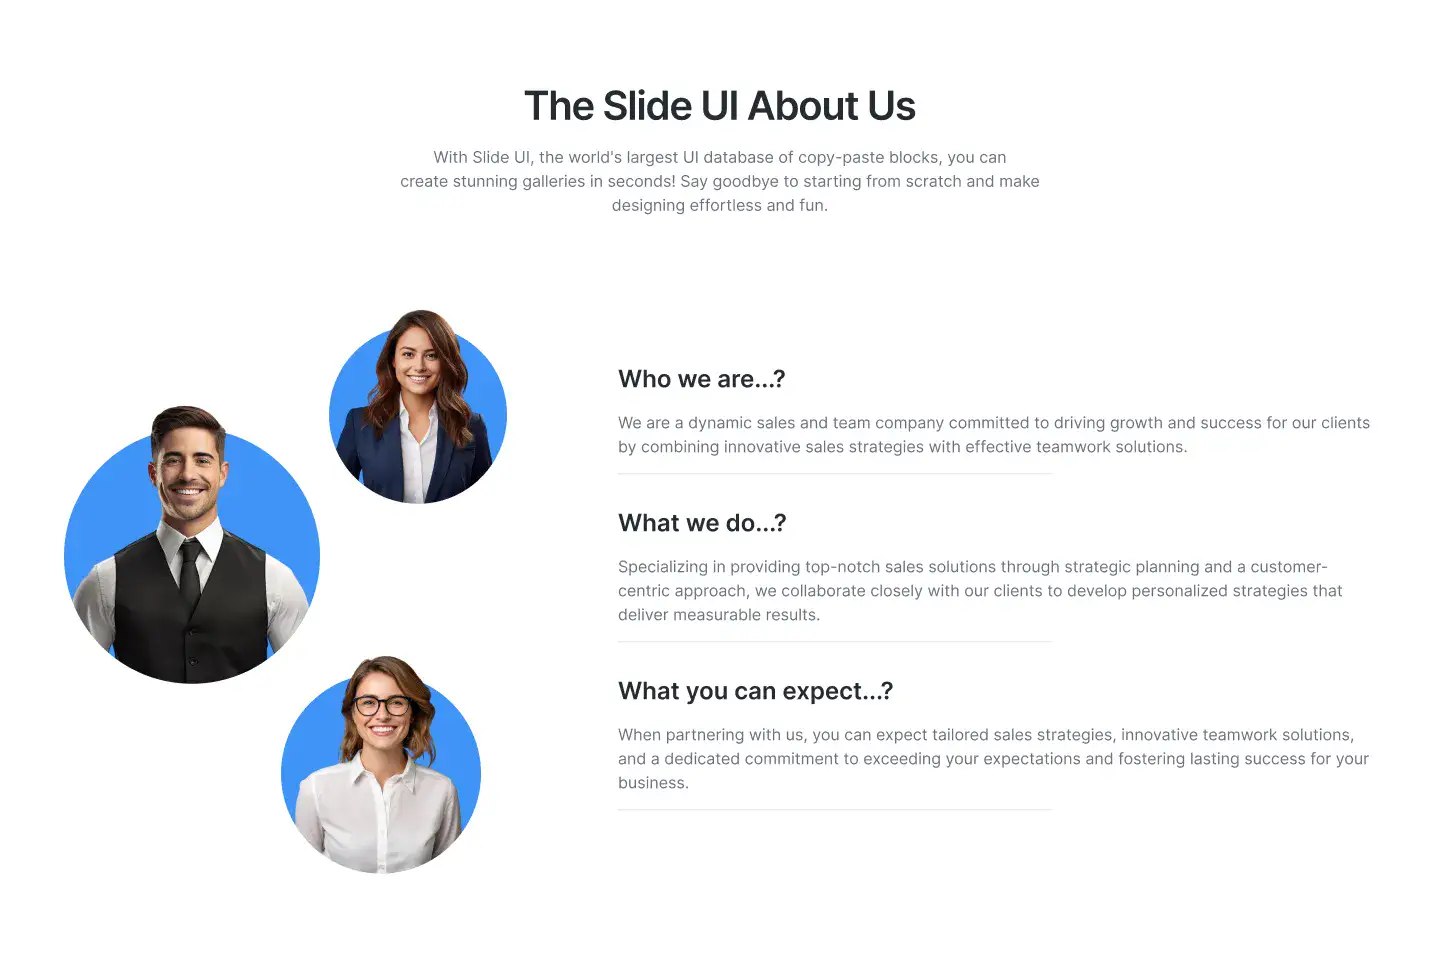 The Slide UI About Us
With Slide UI, the world's largest UI database of copy-paste blocks, you can
create stunning galleries in seconds! Say goodbye to starting from scratch and make
designing effortless and fun.
Who we are...?
We are a dynamic sales and team company committed to driving growth and success for our clients
by combining innovative sales strategies with effective teamwork solutions.
What we do...?
Specializing in providing top-notch sales solutions through strategic planning and a customer-
centric approach, we collaborate closely with our clients to develop personalized strategies that
deliver measurable results.
What you can expect...?
When partnering with us, you can expect tailored sales strategies, innovative teamwork solutions,
and a dedicated commitment to exceeding your expectations and fostering lasting success for your
business.